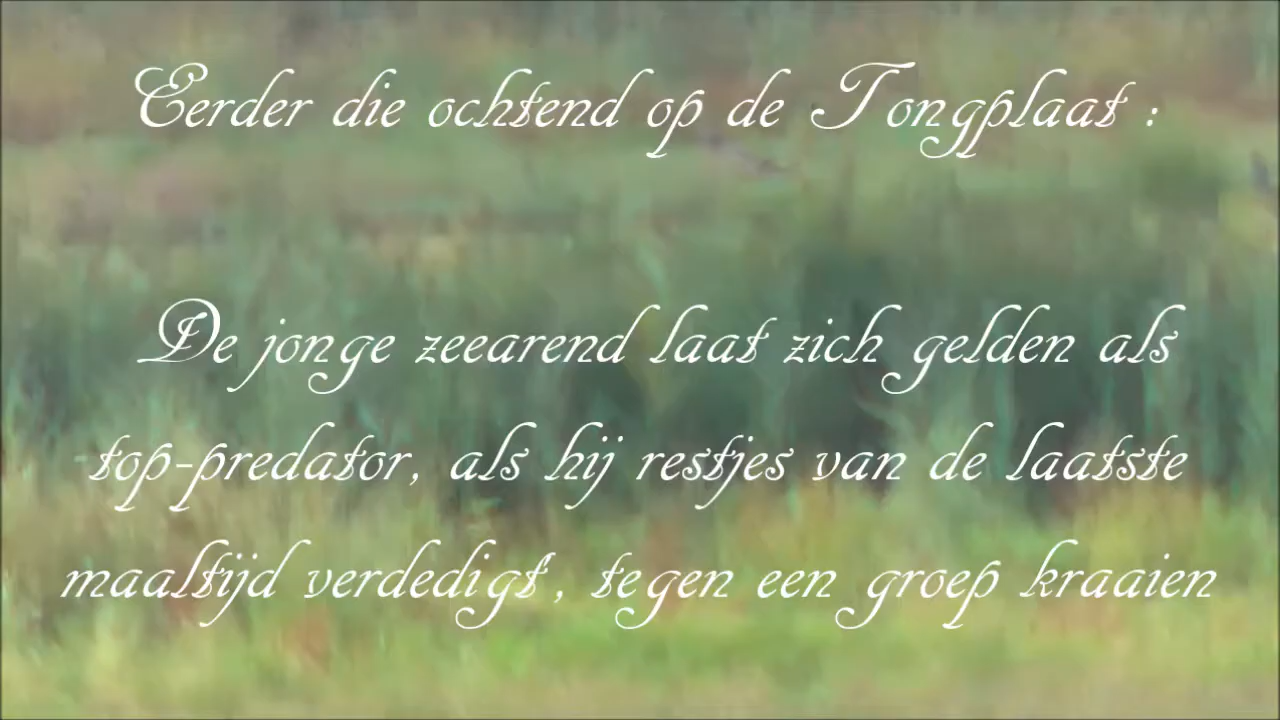 Eerder die ochtend op de Tongplaat :
De jonge zeearend laat zich gelden als
top-predator, als hij restjes van de laatste
maaltijd verdedigt, tegen een groep kraaien